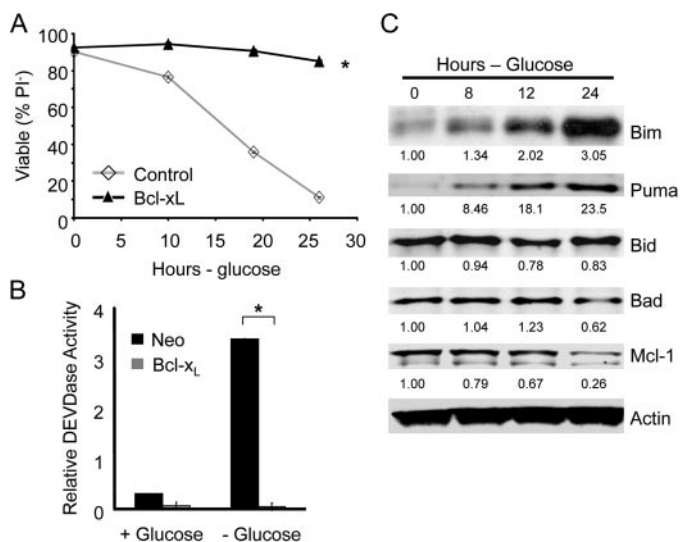 A
Viable (% PI-)
100
80
60
40
20
0
Control
Bcl-xL
*
0 5 10 15 20 25 30
Hours - glucose
B
Relative DEVDase Activity
4
3
2
1
0
Neo
Bcl-xL
*
+ Glucose - Glucose
C
Hours – Glucose
0 8 12 24
Bim
1.00 1.34 2.02 3.05
Puma
1.00 8.46 18.1 23.5
Bid
1.00 0.94 0.78 0.83
Bad
1.00 1.04 1.23 0.62
Mcl-1
1.00 0.79 0.67 0.26
Actin